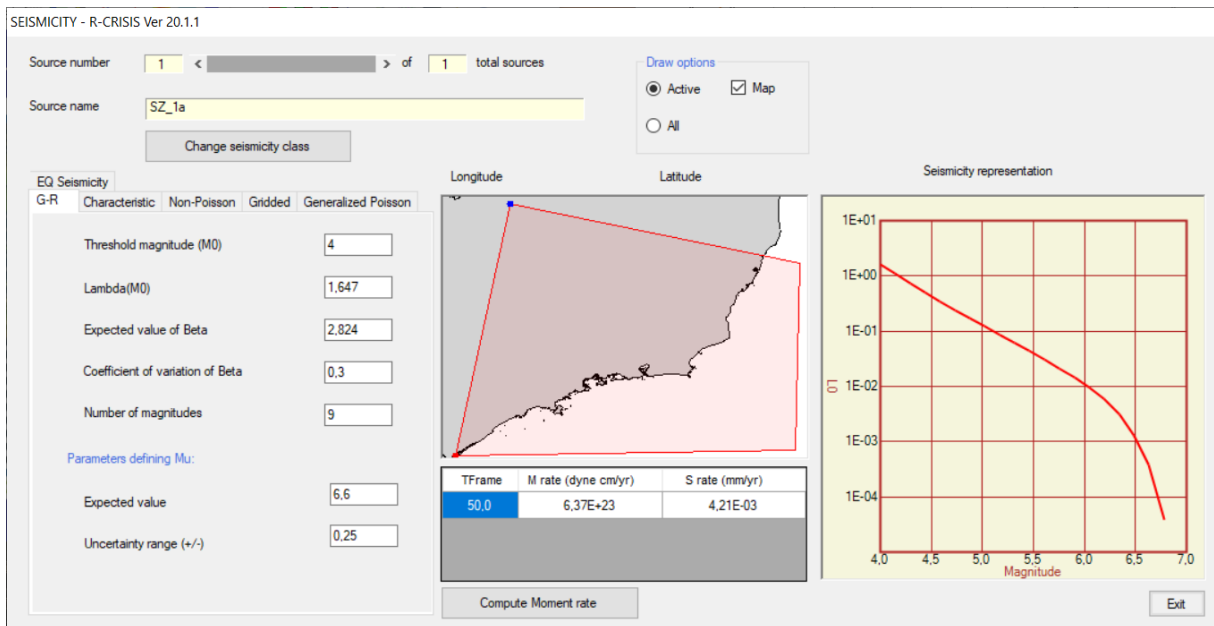 SEISMICITY - R-CRISIS Ver 20.1.1
Source number 1 < > of 1 total sources
Source name SZ_1a
Change seismicity class
Draw options
Active Map
All
EQ Seismicity
G-R Characteristic Non-Poisson Gridded Generalized Poisson
Threshold magnitude (M0) 4
Lambda(M0) 1,647
Expected value of Beta 2,824
Coefficient of variation of Beta 0,3
Number of magnitudes 9
Parameters defining Mu:
Expected value 6,6
Uncertainty range (+/-) 0,25
Longitude Latitude
TFrame M rate (dyne cm/yr) S rate (mm/yr)
50,0 6,37E+23 4,21E-03
Compute Moment rate
Seismicity representation
1E+01
1E+00
1E-01
1E-02
1E-03
1E-04
L0
4,0 4,5 5,0 5,5 6,0 6,5 7,0
Magnitude
Exit